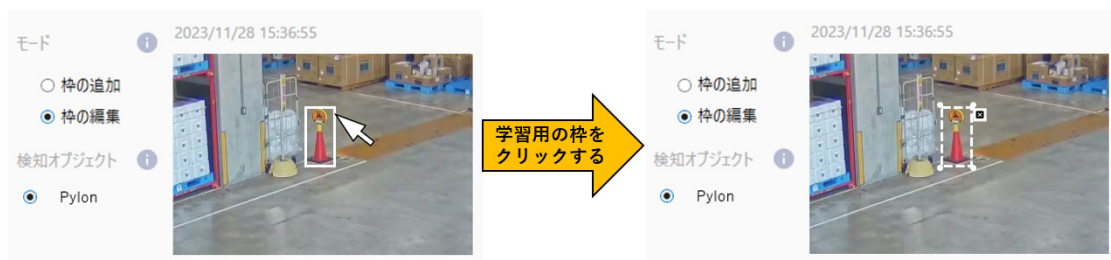 モード
2023/11/28 15:36:55
枠の追加
枠の編集
検知オブジェクト
Pylon
学習用の枠を
クリックする
モード
2023/11/28 15:36:55
枠の追加
枠の編集
検知オブジェクト
Pylon